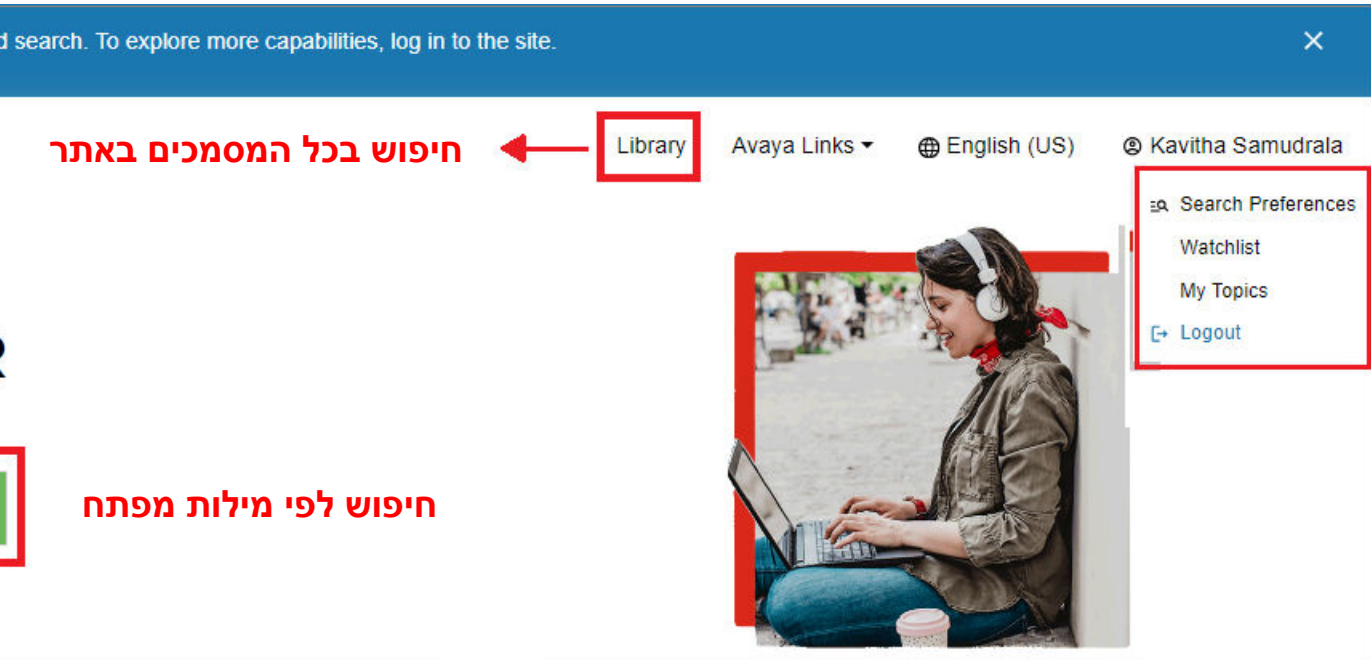 search. To explore more capabilities, log in to the site.
חיפוש בכל המסמכים באתר
Library
Avaya Links
English (US)
Kavitha Samudrala
Search Preferences
Watchlist
My Topics
Logout
R
חיפוש לפי מילות מפתח